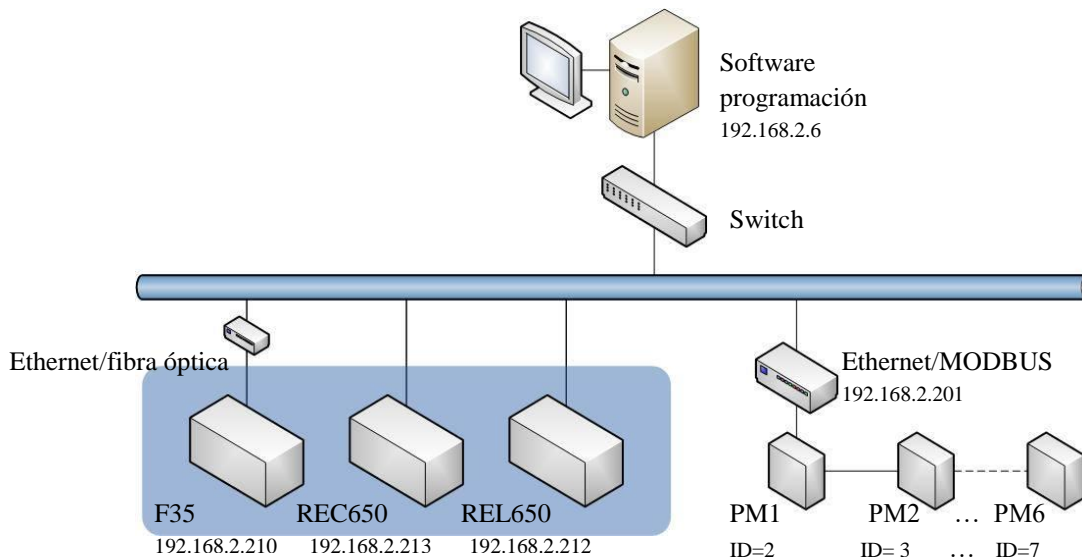 Software
programación
192.168.2.6
Switch
Ethernet/fibra óptica
Ethernet/MODBUS
192.168.2.201
F35 REC650 REL650 PM1 PM2 … PM6
192.168.2.210 192.168.2.213 192.168.2.212 ID=2 ID= 3 … ID=7